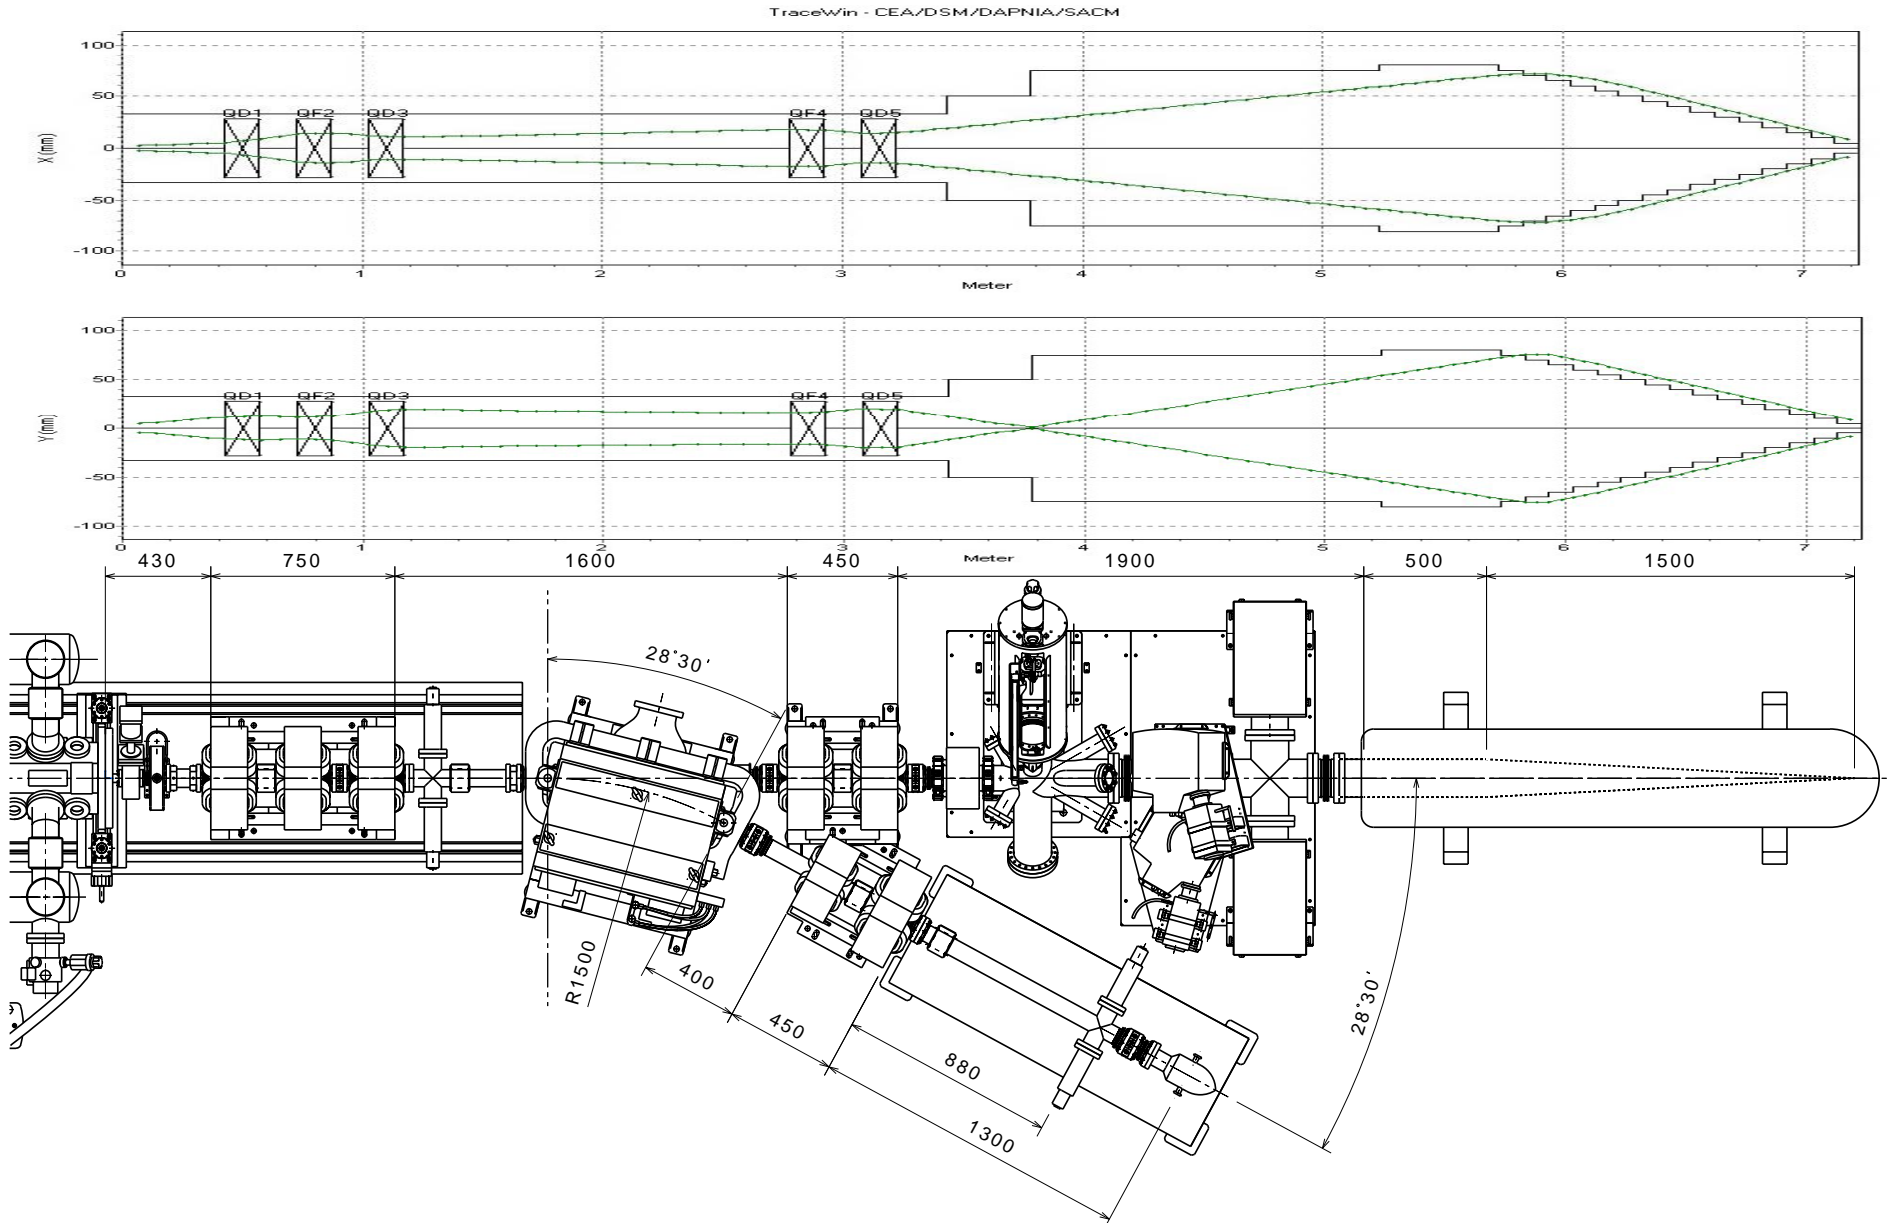 TraceWin - CEA/DSM/DAPNIA/SACM
100
50
0
-50
-100
X (mm)
QD1 QF2 QD3 QF4 QD5
0 1 2 3 4 5 6 7
Meter
100
50
0
-50
-100
Y (mm)
QD1 QF2 QD3 QF4 QD5
0 1 2 3 4 5 6 7
Meter
430 750 1600 450 1900 500 1500
28°30'
R1500
400
450
880
1300
28°30'